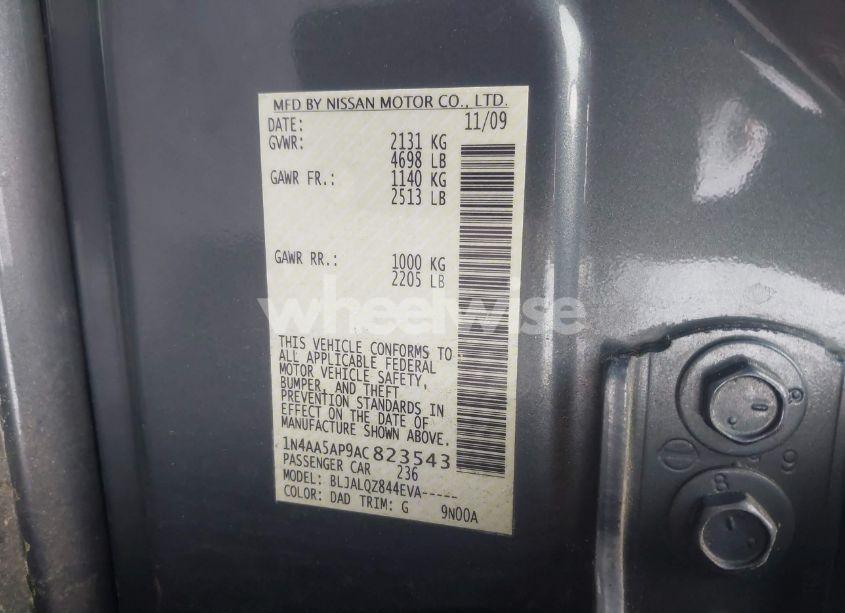 MFD BY NISSAN MOTOR CO., LTD.
DATE: 11/09
GVWR: 2131 KG
4698 LB
GAWR FR.: 1140 KG
2513 LB
GAWR RR.: 1000 KG
2205 LB
wheelwise
THIS VEHICLE CONFORMS TO
ALL APPLICABLE FEDERAL
MOTOR VEHICLE SAFETY,
BUMPER, AND THEFT
PREVENTION STANDARDS IN
EFFECT ON THE DATE OF
MANUFACTURE SHOWN ABOVE.
1N4AA5AP9AC823543
PASSENGER CAR 236
MODEL: BLJALQZ844EVA-----
COLOR: DAD TRIM: G 9N00A
9
8